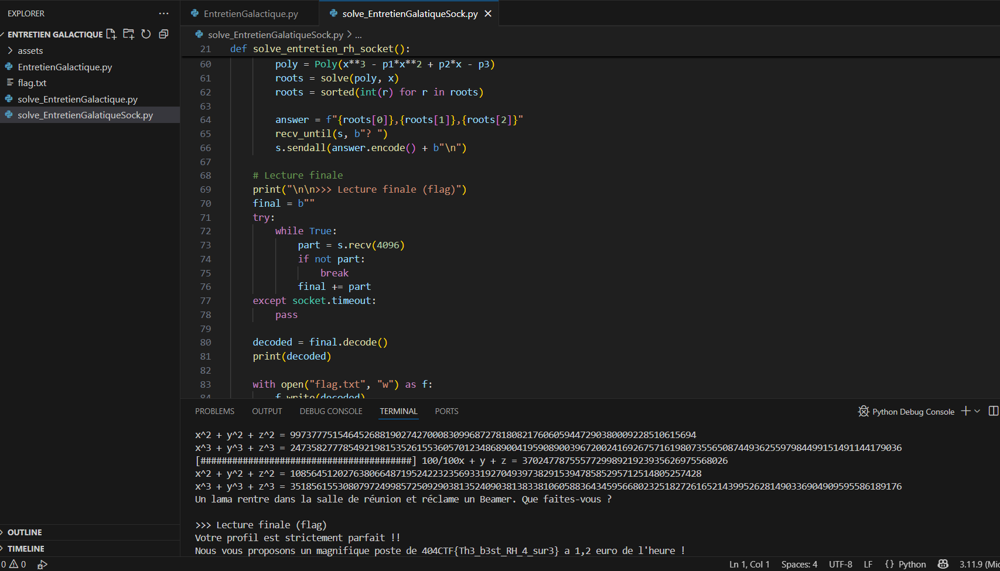 EXPLORER ···
EntretienGalactique.py
solve_EntretienGalatiqueSock.py
ENTRETIEN GALACTIQUE
assets
EntretienGalactique.py
flag.txt
solve_EntretienGalactique.py
solve_EntretienGalatiqueSock.py
OUTLINE
TIMELINE
solve_EntretienGalatiqueSock.py > ...
21 def solve_entretien_rh_socket():
60 poly = Poly(x**3 - p1*x**2 + p2*x - p3)
61 roots = solve(poly, x)
62 roots = sorted(int(r) for r in roots)
63
64 answer = f"{roots[0]},{roots[1]},{roots[2]}"
65 recv_until(s, b"? ")
66 s.sendall(answer.encode() + b"\n")
67
68 # Lecture finale
69 print("\n\n>>> Lecture finale (flag)")
70 final = b""
71 try:
72 while True:
73 part = s.recv(4096)
74 if not part:
75 break
76 final += part
77 except socket.timeout:
78 pass
79
80 decoded = final.decode()
81 print(decoded)
82
83 with open("flag.txt", "w") as f:
84 f.write(decoded)
PROBLEMS OUTPUT DEBUG CONSOLE TERMINAL PORTS
Python Debug Console
x^2 + y^2 + z^2 = 997377751546452688190274270008309968727818082176060594472903800092285106​15694
x^3 + y^3 + z^3 = 24735827778549219815352615536057012348689004195908900396720024169267571619807355650874493625597984499151491144179036
[########################################] 100/100x + y + z = 370247787555772998921923935626975568026
x^2 + y^2 + z^2 = 108564512027638066487195242232356933192704939738291539478585295712514805257428
x^3 + y^3 + z^3 = 35185615530807972499857250929038135240903813833810605883643459566802325182726165214399526281490336904909595586189176
Un lama rentre dans la salle de réunion et réclame un Beamer. Que faites-vous ?
>>> Lecture finale (flag)
Votre profil est strictement parfait !!
Nous vous proposons un magnifique poste de 404CTF{Th3_b3st_RH_4_sur3} a 1,2 euro de l'heure !
0 0 Ln 1, Col 1 Spaces: 4 UTF-8 LF {} Python 3.11.9